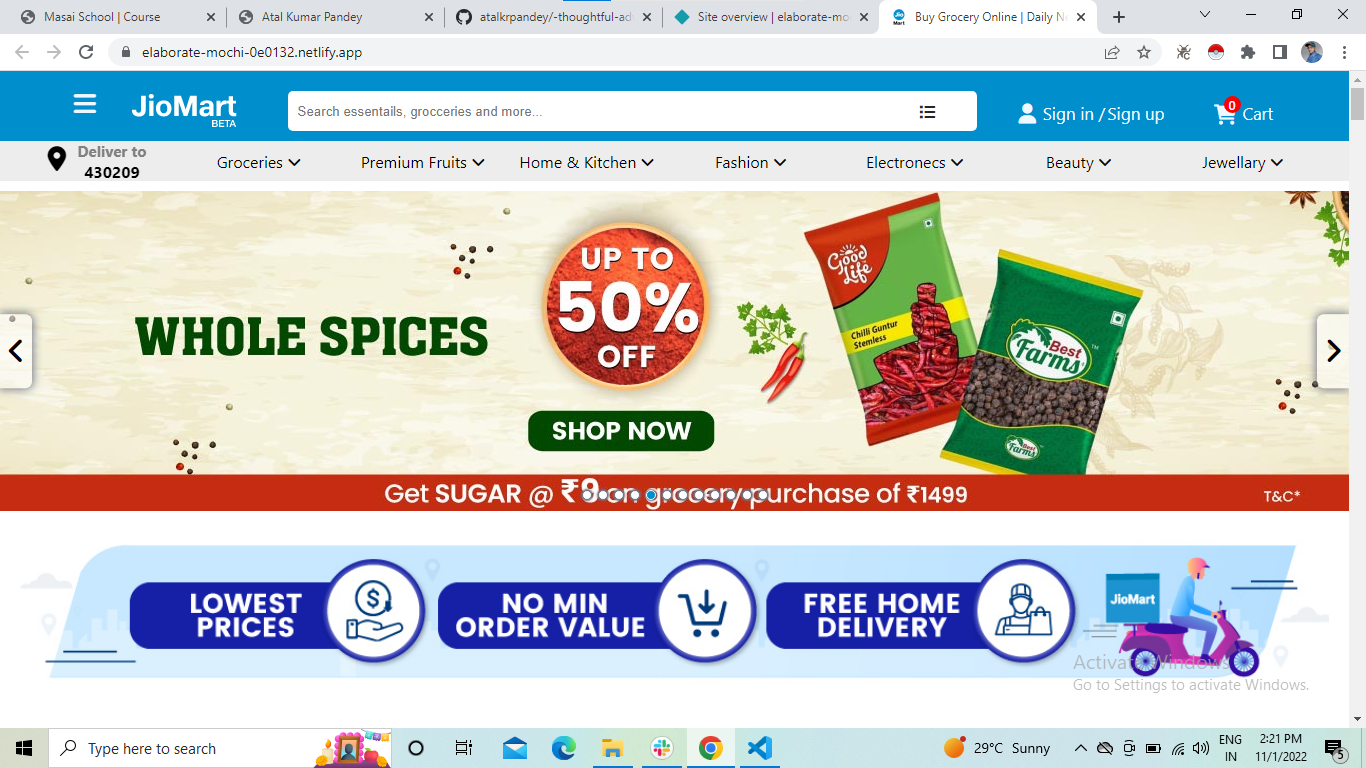 Masai School | Course
Atal Kumar Pandey
atalkrpandey/-thoughtful-ad
Site overview | elaborate-mo
Buy Grocery Online | Daily Ne
elaborate-mochi-0e0132.netlify.app
JioMart
BETA
Search essentails, grocceries and more...
Sign in / Sign up
0
Cart
Deliver to
430209
Groceries
Premium Fruits
Home & Kitchen
Fashion
Electronecs
Beauty
Jewellary
WHOLE SPICES
UP TO
50%
OFF
SHOP NOW
Good
Life
Chilli Guntur
Stemless
Best
Farms
TM
Best
Farms
Get SUGAR @ ₹9 on grocery purchase of ₹1499
T&C*
LOWEST
PRICES
NO MIN
ORDER VALUE
FREE HOME
DELIVERY
JioMart
Activate Windows
Go to Settings to activate Windows.
Type here to search
29°C Sunny
ENG
IN
2:21 PM
11/1/2022
5